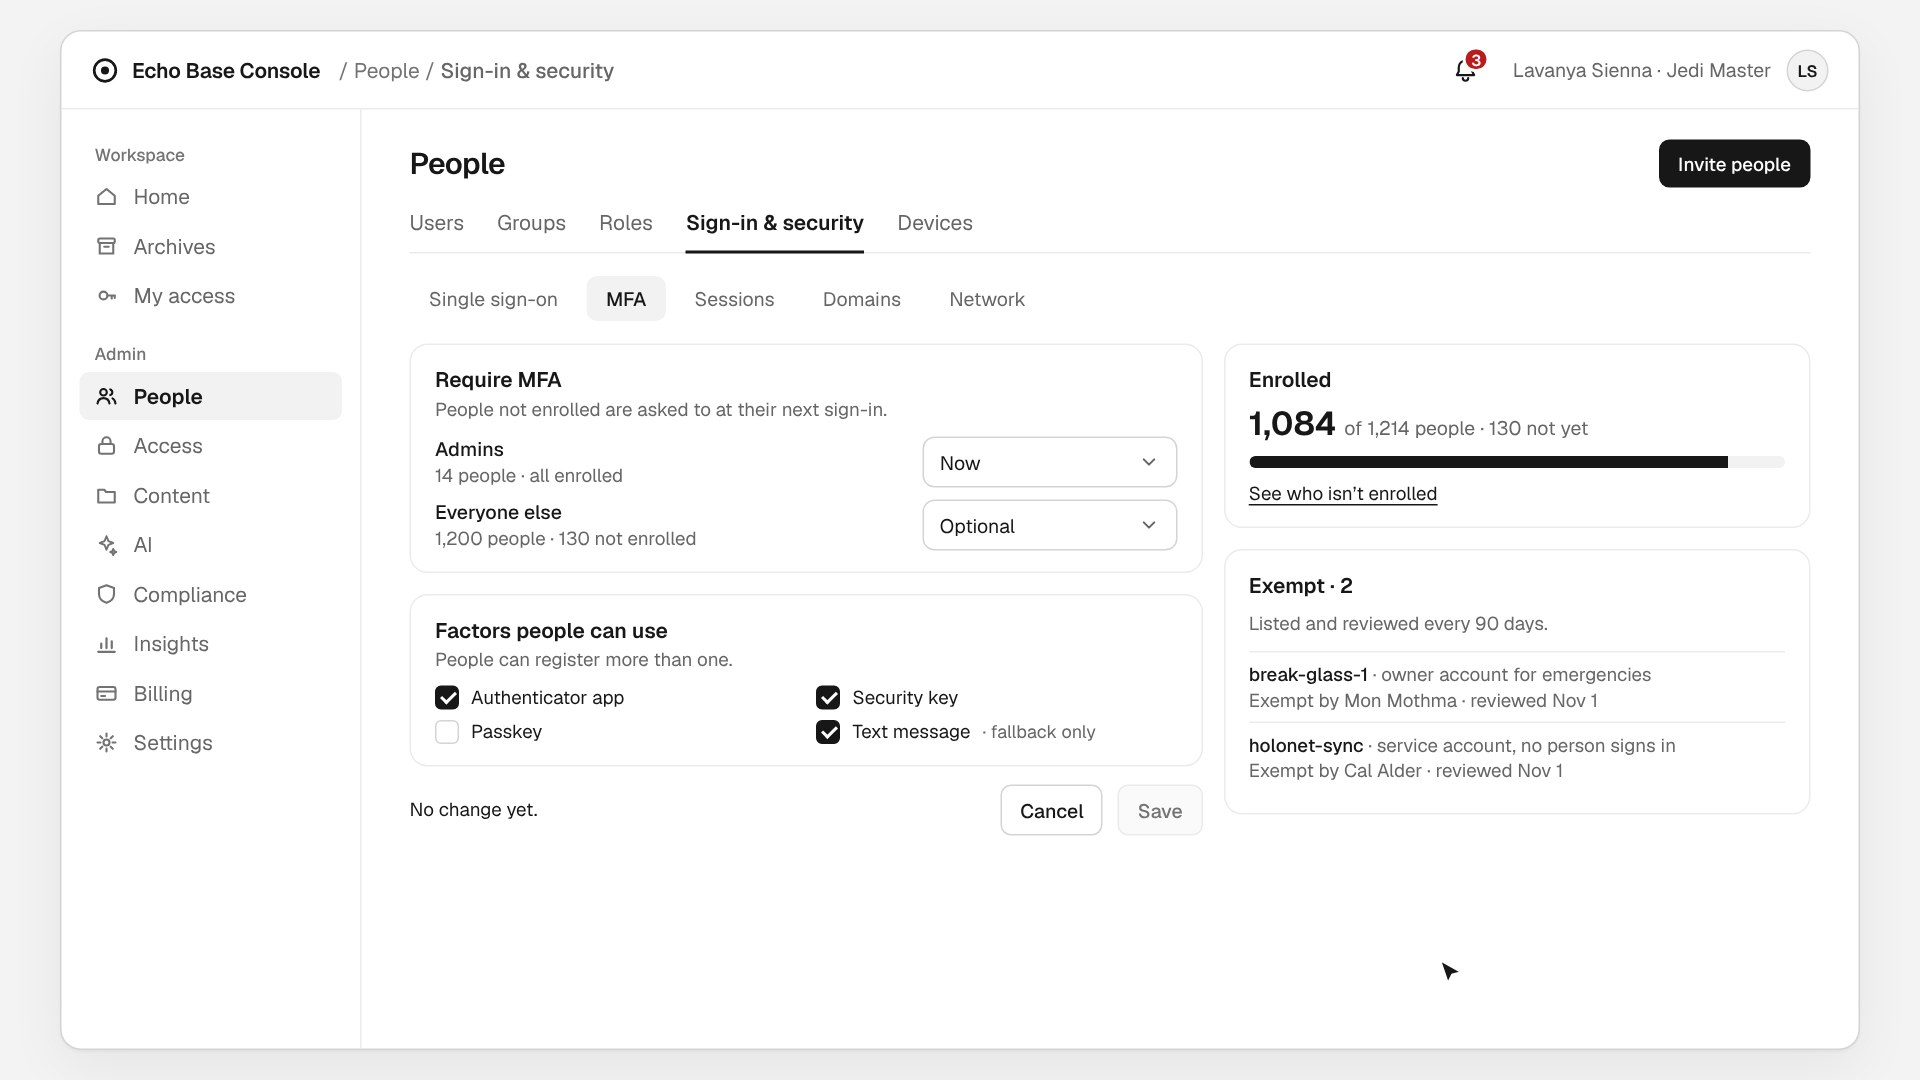 Echo Base Console / People / Sign-in & security
3
Lavanya Sienna · Jedi Master
LS
Workspace
Home
Archives
My access
Admin
People
Access
Content
AI
Compliance
Insights
Billing
Settings
People
Invite people
Users Groups Roles Sign-in & security Devices
Single sign-on MFA Sessions Domains Network
Require MFA
People not enrolled are asked to at their next sign-in.
Admins
14 people · all enrolled
Now
Everyone else
1,200 people · 130 not enrolled
Optional
Factors people can use
People can register more than one.
Authenticator app
Security key
Passkey
Text message · fallback only
No change yet.
Cancel
Save
Enrolled
1,084 of 1,214 people · 130 not yet
See who isn’t enrolled
Exempt · 2
Listed and reviewed every 90 days.
break-glass-1 · owner account for emergencies
Exempt by Mon Mothma · reviewed Nov 1
holonet-sync · service account, no person signs in
Exempt by Cal Alder · reviewed Nov 1